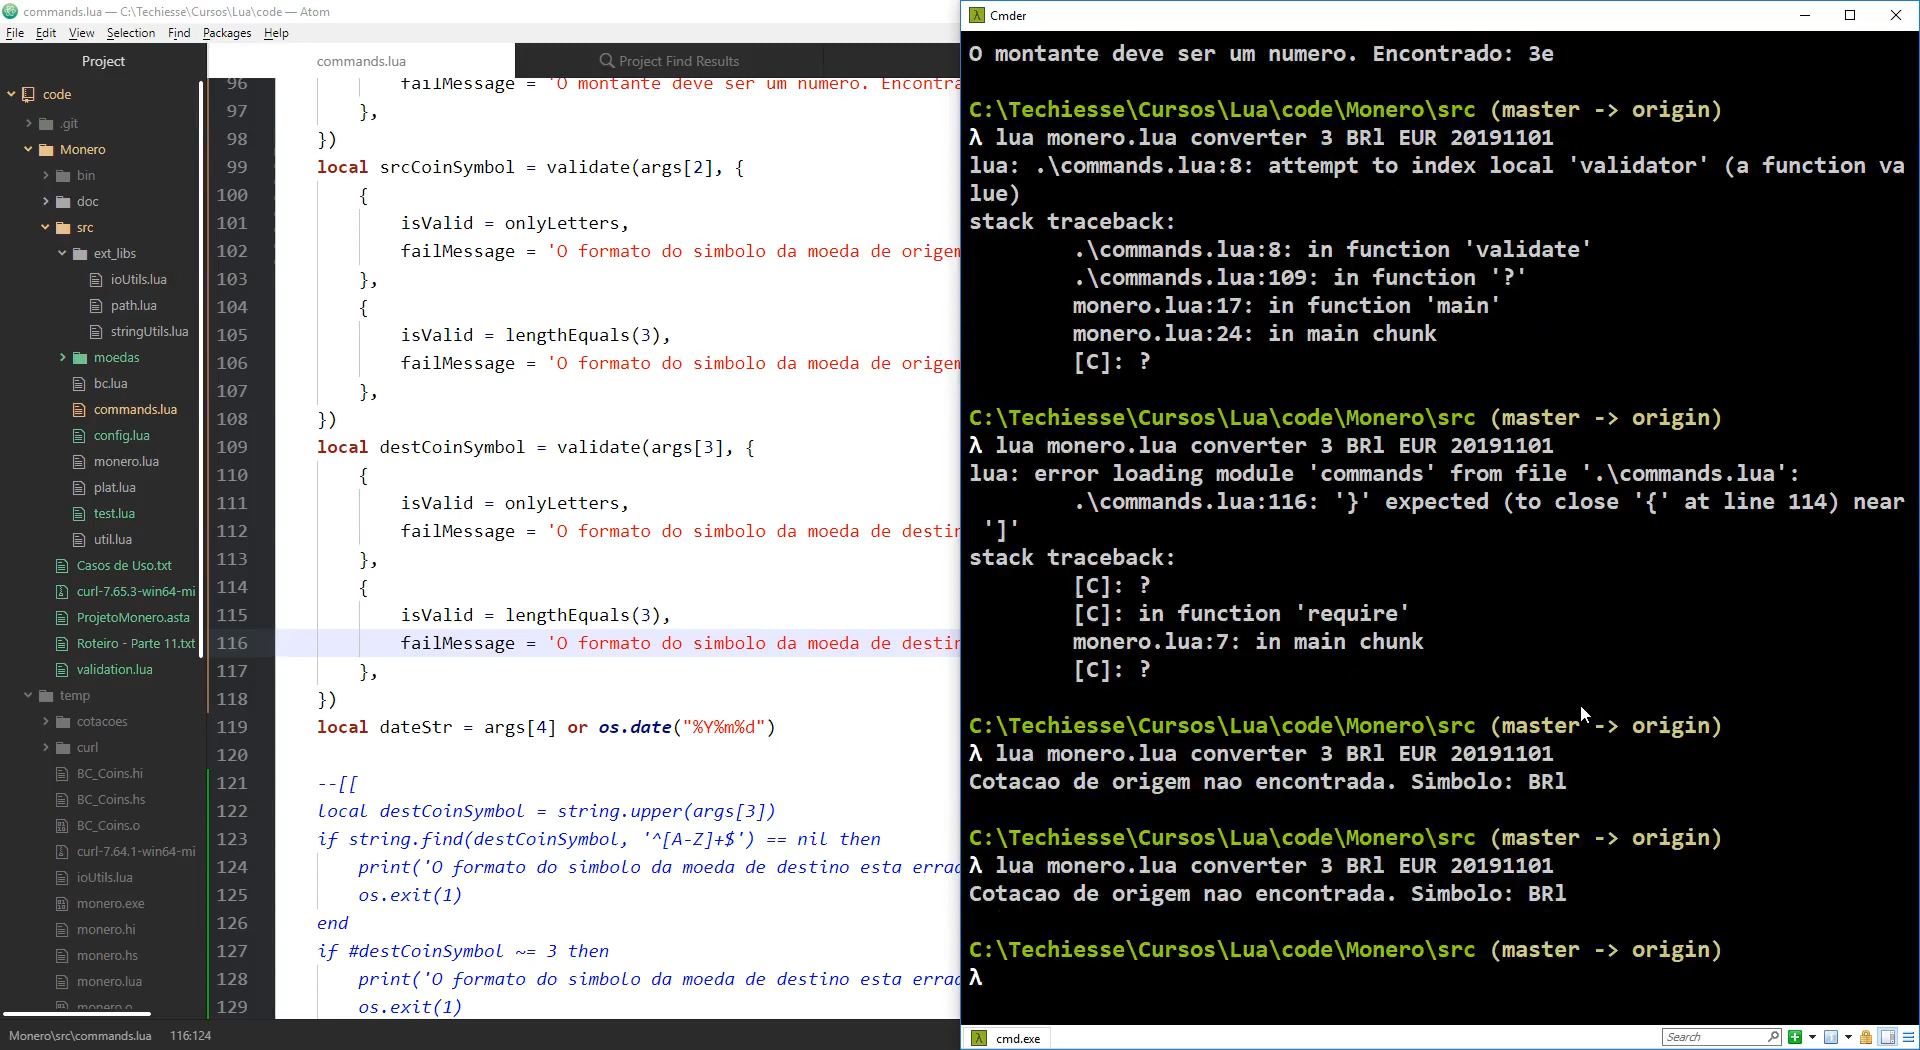 commands.lua — C:\Techiesse\Cursos\Lua\code — Atom
File Edit View Selection Find Packages Help
Project
code
.git
Monero
bin
doc
src
ext_libs
ioUtils.lua
path.lua
stringUtils.lua
moedas
bc.lua
commands.lua
config.lua
monero.lua
plat.lua
test.lua
util.lua
Casos de Uso.txt
curl-7.65.3-win64-mi
ProjetoMonero.asta
Roteiro - Parte 11.txt
validation.lua
temp
cotacoes
curl
BC_Coins.hi
BC_Coins.hs
BC_Coins.o
curl-7.64.1-win64-mi
ioUtils.lua
monero.exe
monero.hi
monero.hs
monero.lua
monero.o
commands.lua
Project Find Results
96 failMessage = 'O montante deve ser um numero. Encontra
97 },
98 })
99 local srcCoinSymbol = validate(args[2], {
100 {
101 isValid = onlyLetters,
102 failMessage = 'O formato do simbolo da moeda de origem
103 },
104 {
105 isValid = lengthEquals(3),
106 failMessage = 'O formato do simbolo da moeda de origem
107 },
108 })
109 local destCoinSymbol = validate(args[3], {
110 {
111 isValid = onlyLetters,
112 failMessage = 'O formato do simbolo da moeda de destin
113 },
114 {
115 isValid = lengthEquals(3),
116 failMessage = 'O formato do simbolo da moeda de destin
117 },
118 })
119 local dateStr = args[4] or os.date("%Y%m%d")
120
121 --[[
122 local destCoinSymbol = string.upper(args[3])
123 if string.find(destCoinSymbol, '^[A-Z]+$') == nil then
124 print('O formato do simbolo da moeda de destino esta errad
125 os.exit(1)
126 end
127 if #destCoinSymbol ~= 3 then
128 print('O formato do simbolo da moeda de destino esta errad
129 os.exit(1)
Monero\src\commands.lua 116:124
Cmder
O montante deve ser um numero. Encontrado: 3e
C:\Techiesse\Cursos\Lua\code\Monero\src (master -> origin)
λ lua monero.lua converter 3 BRl EUR 20191101
lua: .\commands.lua:8: attempt to index local 'validator' (a function va
lue)
stack traceback:
.\commands.lua:8: in function 'validate'
.\commands.lua:109: in function '?'
monero.lua:17: in function 'main'
monero.lua:24: in main chunk
[C]: ?
C:\Techiesse\Cursos\Lua\code\Monero\src (master -> origin)
λ lua monero.lua converter 3 BRl EUR 20191101
lua: error loading module 'commands' from file '.\commands.lua':
.\commands.lua:116: '}' expected (to close '{' at line 114) near
']'
stack traceback:
[C]: ?
[C]: in function 'require'
monero.lua:7: in main chunk
[C]: ?
C:\Techiesse\Cursos\Lua\code\Monero\src (master -> origin)
λ lua monero.lua converter 3 BRl EUR 20191101
Cotacao de origem nao encontrada. Simbolo: BRl
C:\Techiesse\Cursos\Lua\code\Monero\src (master -> origin)
λ lua monero.lua converter 3 BRl EUR 20191101
Cotacao de origem nao encontrada. Simbolo: BRl
C:\Techiesse\Cursos\Lua\code\Monero\src (master -> origin)
λ
cmd.exe
Search